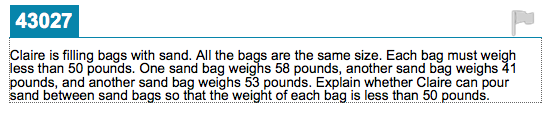 43027
Claire is filling bags with sand. All the bags are the same size. Each bag must weigh
less than 50 pounds. One sand bag weighs 58 pounds, another sand bag weighs 41
pounds, and another sand bag weighs 53 pounds. Explain whether Claire can pour
sand between sand bags so that the weight of each bag is less than 50 pounds.